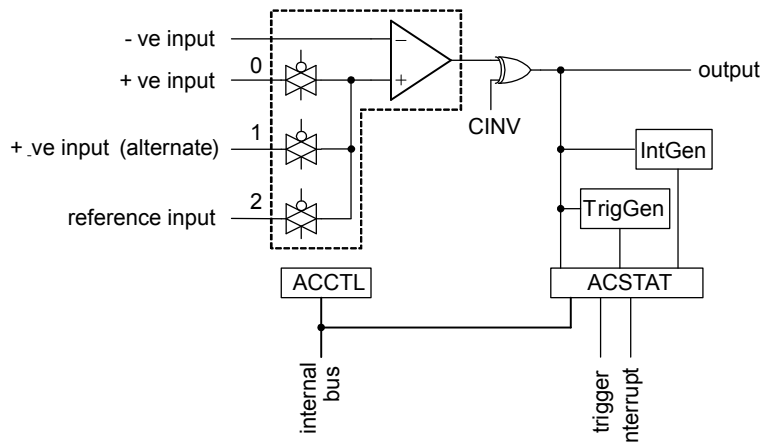 - ve input
−
0
+ ve input
+
output
CINV
1
+ ve input (alternate)
IntGen
2
reference input
TrigGen
ACCTL
ACSTAT
internal
bus
trigger
nterrupt